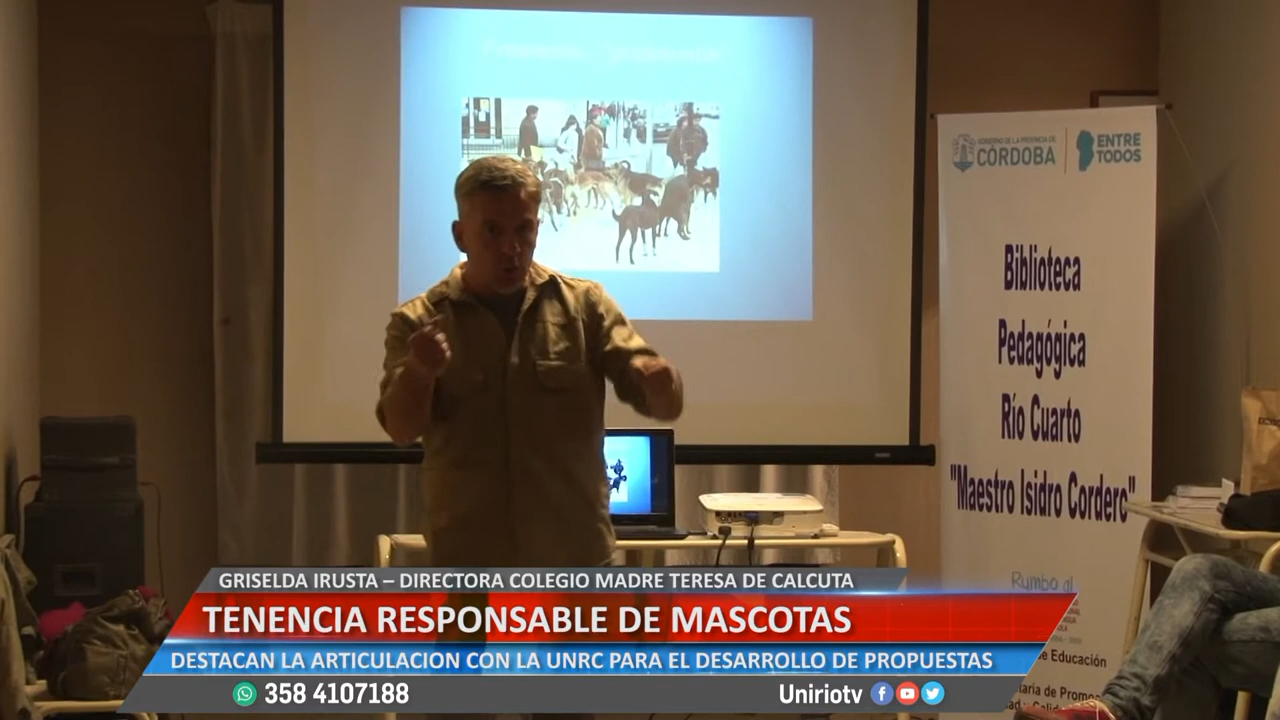 GOBIERNO DE LA PROVINCIA DE
CÓRDOBA
ENTRE
TODOS
Biblioteca
Pedagógica
Río Cuarto
"Maestro Isidro Cordero"
Rumbo al
de Educación
GRISELDA IRUSTA – DIRECTORA COLEGIO MADRE TERESA DE CALCUTA
TENENCIA RESPONSABLE DE MASCOTAS
DESTACAN LA ARTICULACION CON LA UNRC PARA EL DESARROLLO DE PROPUESTAS
358 4107188
Uniriotv